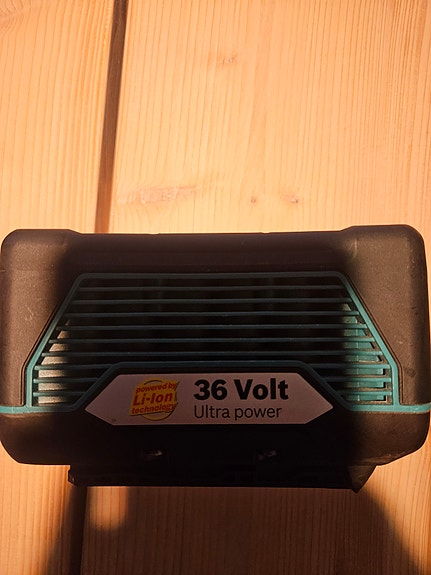 powered by
Li-Ion
technology
36 Volt
Ultra power